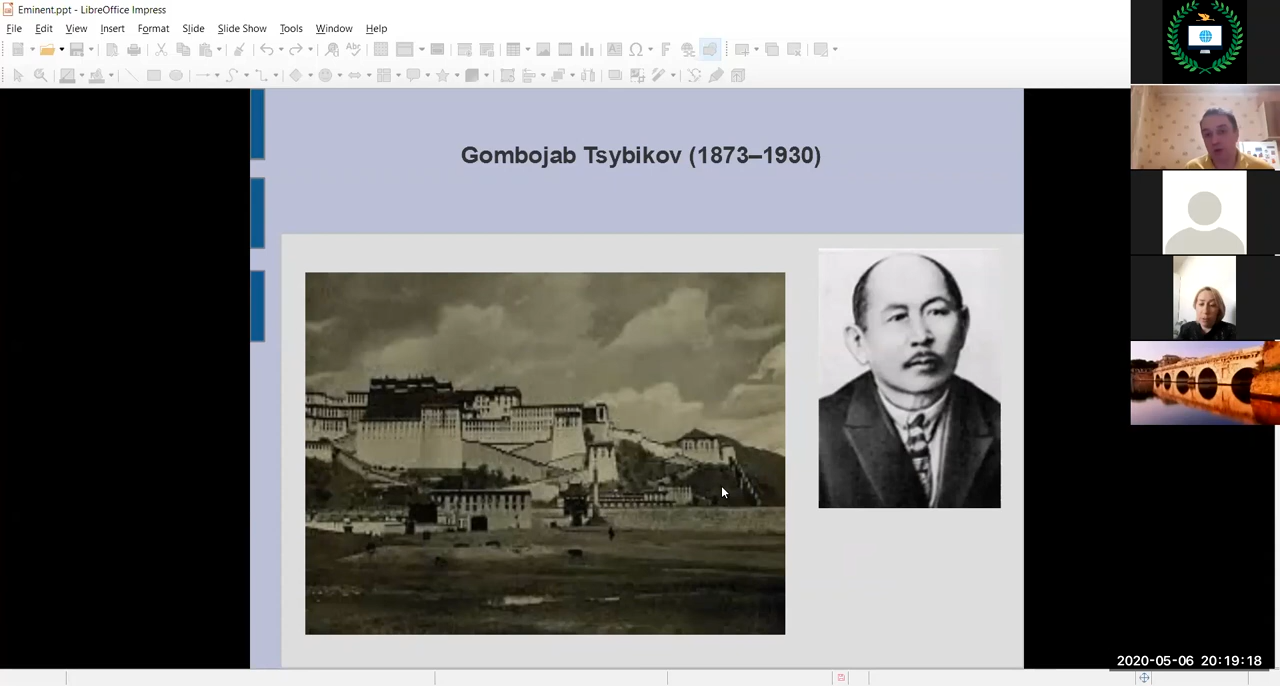 Eminent.ppt - LibreOffice Impress
File Edit View Insert Format Slide Slide Show Tools Window Help
Gombojab Tsybikov (1873–1930)
2020-05-06 20:19:18